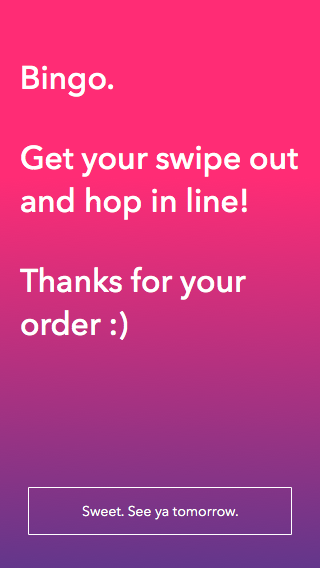 Bingo.
Get your swipe out
and hop in line!
Thanks for your
order :)
Sweet. See ya tomorrow.